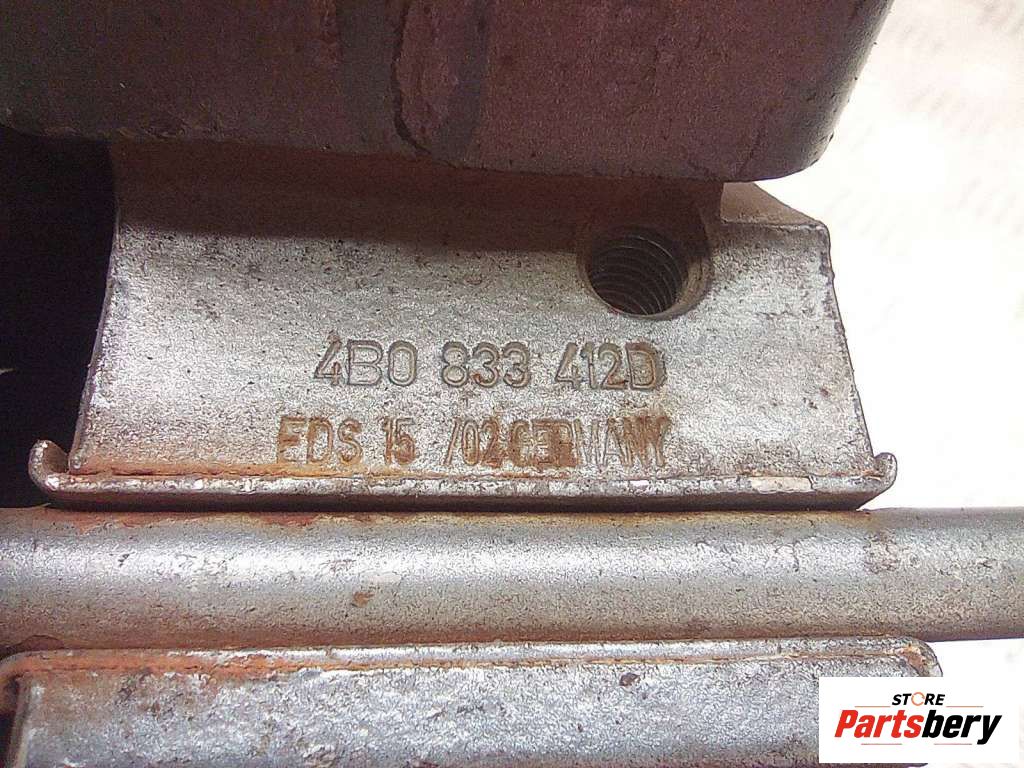 4B0 833 412D
EDS 15 /02 GERMANY
STORE
Partsbery